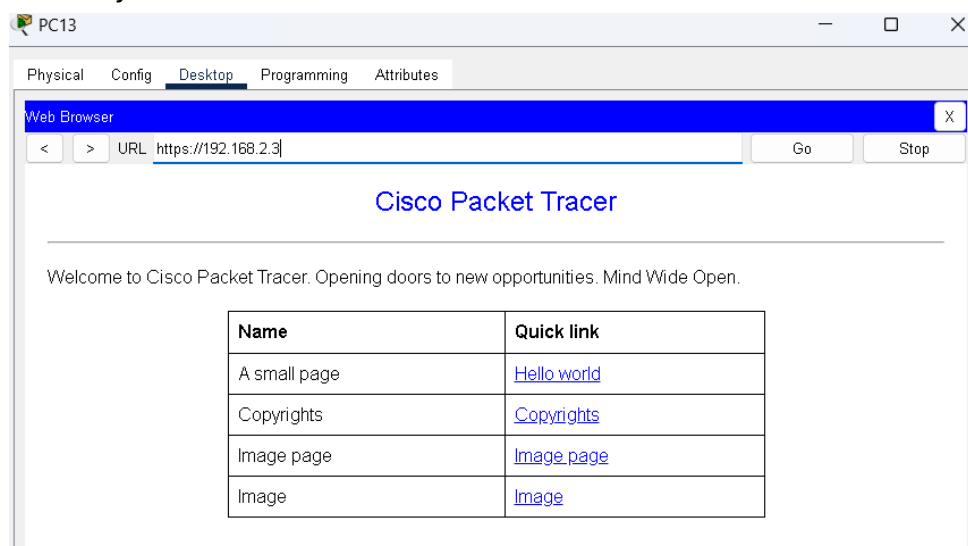 PC13
Physical Config Desktop Programming Attributes
Web Browser X
< > URL https://192.168.2.3 Go Stop
Cisco Packet Tracer
Welcome to Cisco Packet Tracer. Opening doors to new opportunities. Mind Wide Open.
Name Quick link
A small page Hello world
Copyrights Copyrights
Image page Image page
Image Image